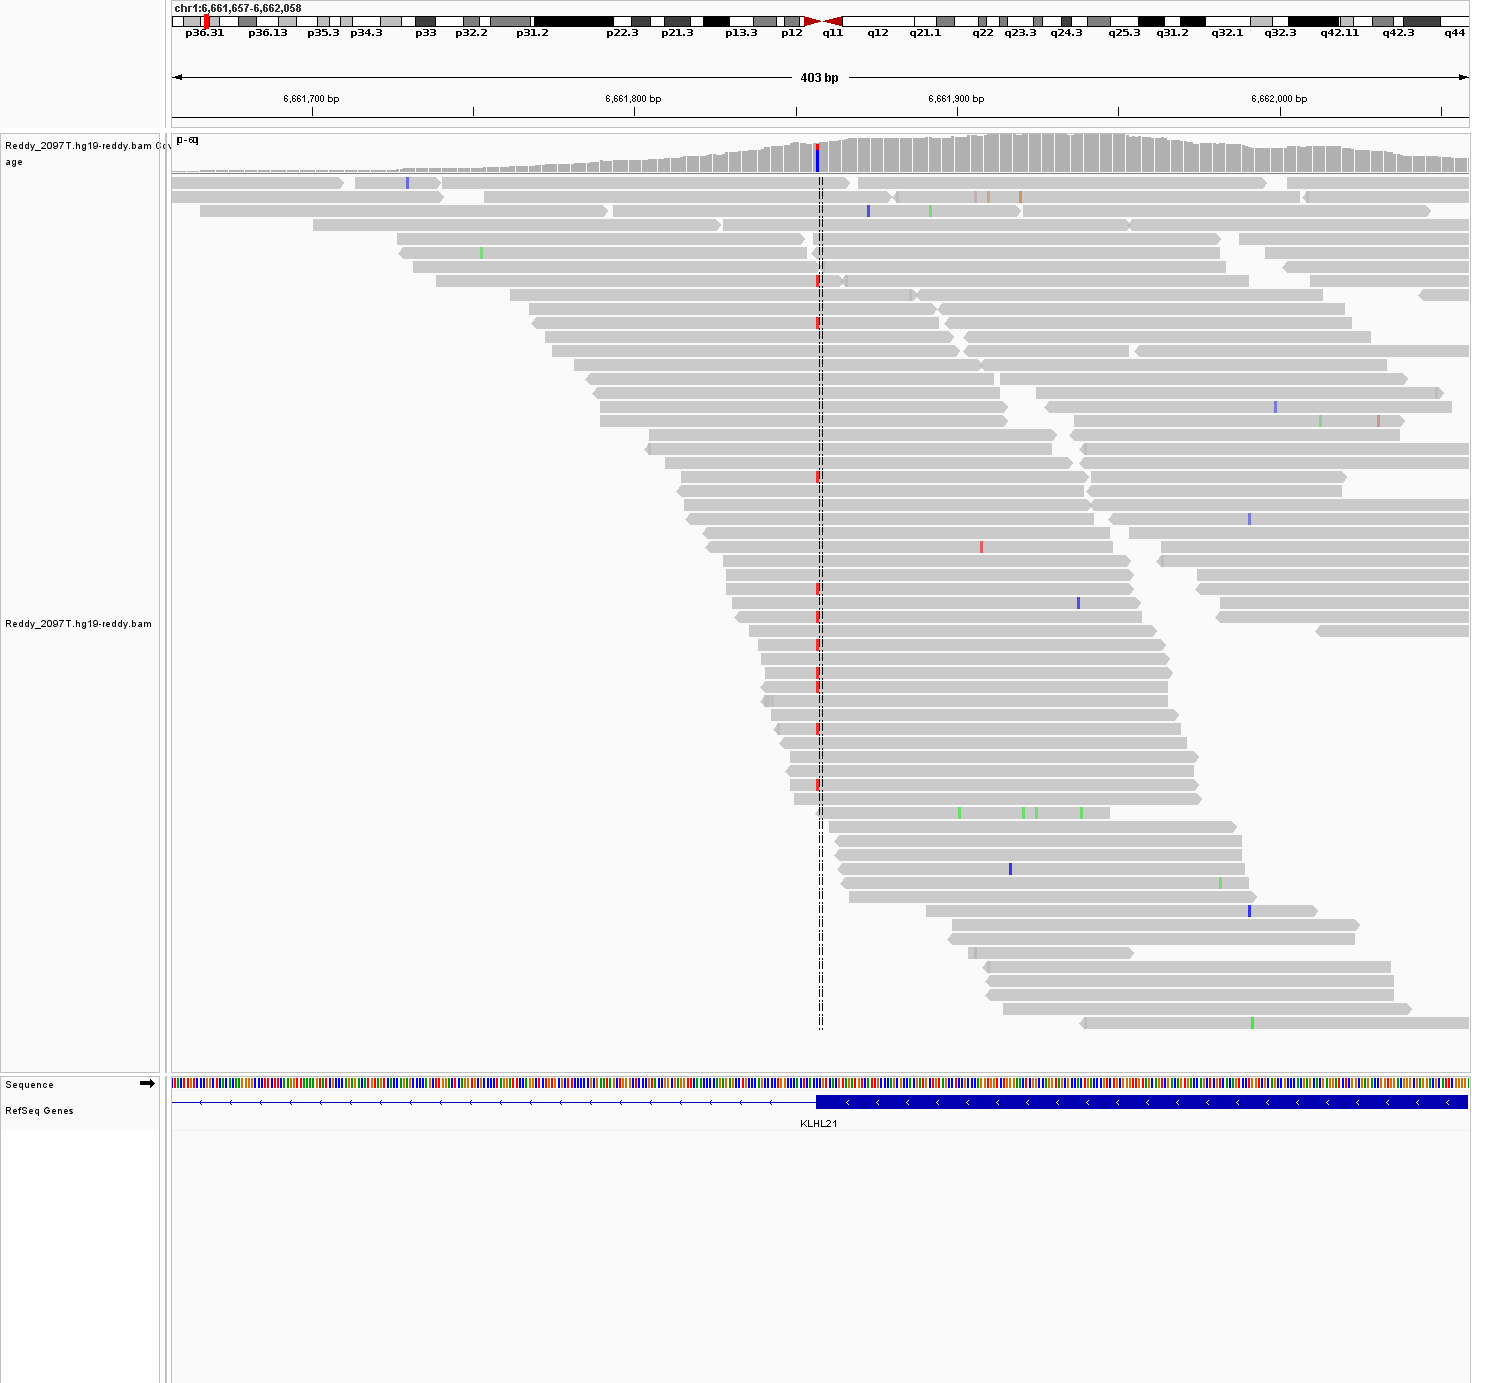 chr1:6,661,657-6,662,058
p36.31 p36.13 p35.3 p34.3 p33 p32.2 p31.2 p22.3 p21.3 p13.3 p12 q11 q12 q21.1 q22 q23.3 q24.3 q25.3 q31.2 q32.1 q32.3 q42.11 q42.3 q44
403 bp
6,661,700 bp 6,661,800 bp 6,661,900 bp 6,662,000 bp
Reddy_2097T.hg19-reddy.bam Cov
age
[0 - 60]
Reddy_2097T.hg19-reddy.bam
Sequence
RefSeq Genes
KLHL21